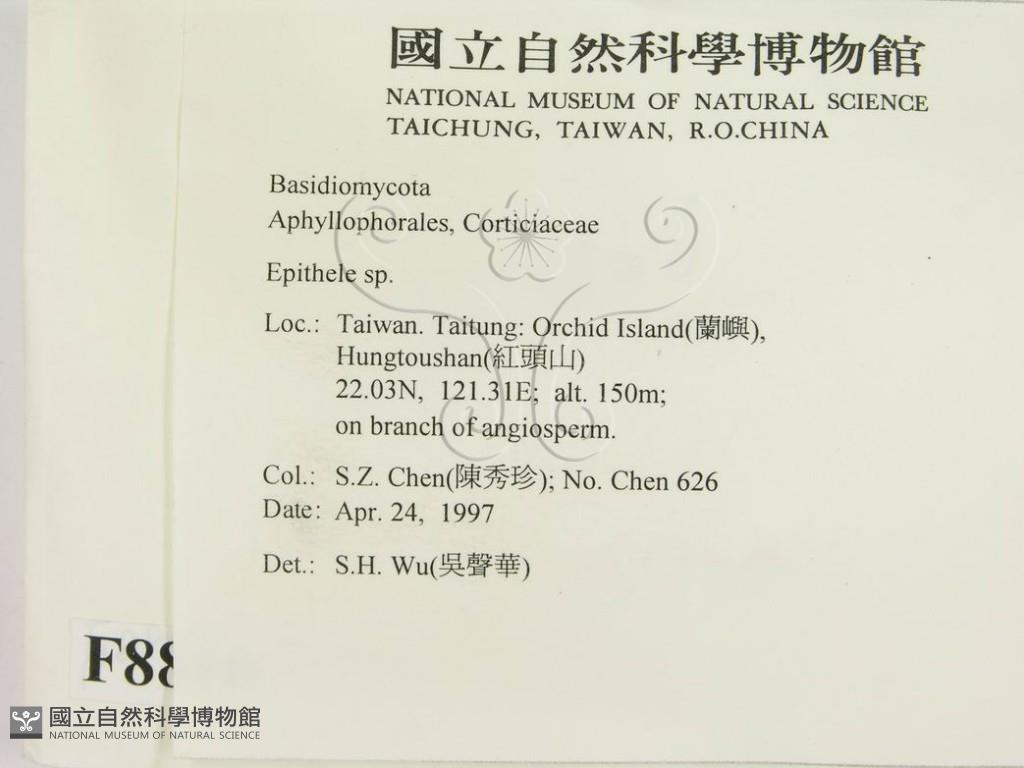 國立自然科學博物館
NATIONAL MUSEUM OF NATURAL SCIENCE
TAICHUNG, TAIWAN, R.O.CHINA
Basidiomycota
Aphyllophorales, Corticiaceae
Epithele sp.
Loc.: Taiwan. Taitung: Orchid Island(蘭嶼),
Hungtoushan(紅頭山)
22.03N, 121.31E; alt. 150m;
on branch of angiosperm.
Col.: S.Z. Chen(陳秀珍); No. Chen 626
Date: Apr. 24, 1997
Det.: S.H. Wu(吳聲華)
F88
國立自然科學博物館
NATIONAL MUSEUM OF NATURAL SCIENCE